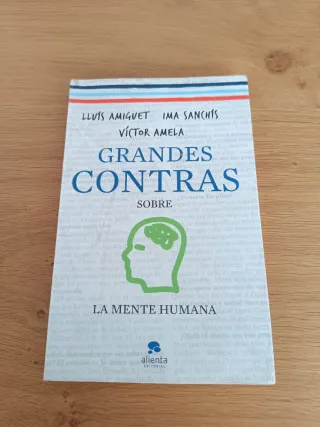 LLUÍS AMIGUET IMA SANCHÍS
VÍCTOR AMELA
GRANDES
CONTRAS
SOBRE
LA MENTE HUMANA
alienta
EDITORIAL